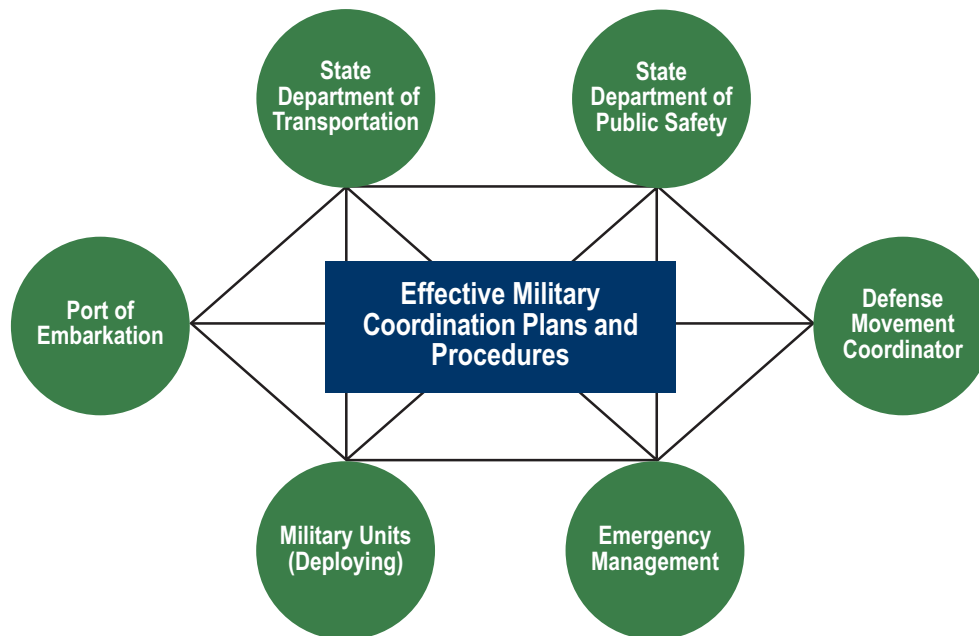 State
Department of
Transportation
State
Department of
Public Safety
Port of
Embarkation
Effective Military
Coordination Plans and
Procedures
Defense
Movement
Coordinator
Military Units
(Deploying)
Emergency
Management